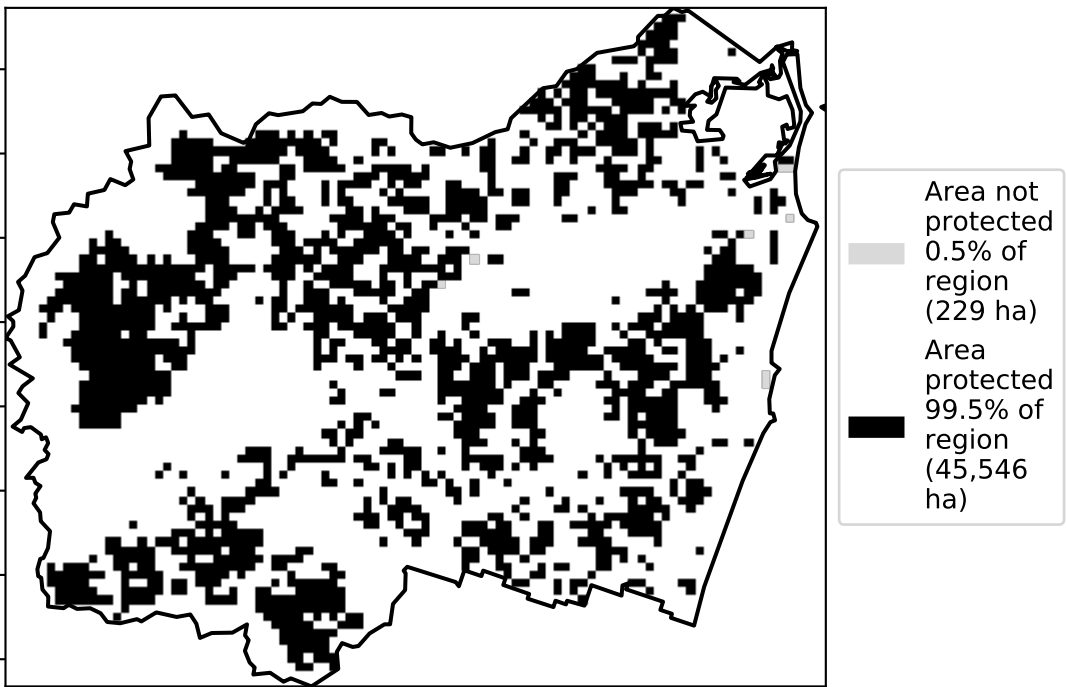 Area not
protected
0.5% of
region
(229 ha)
Area
protected
99.5% of
region
(45,546
ha)